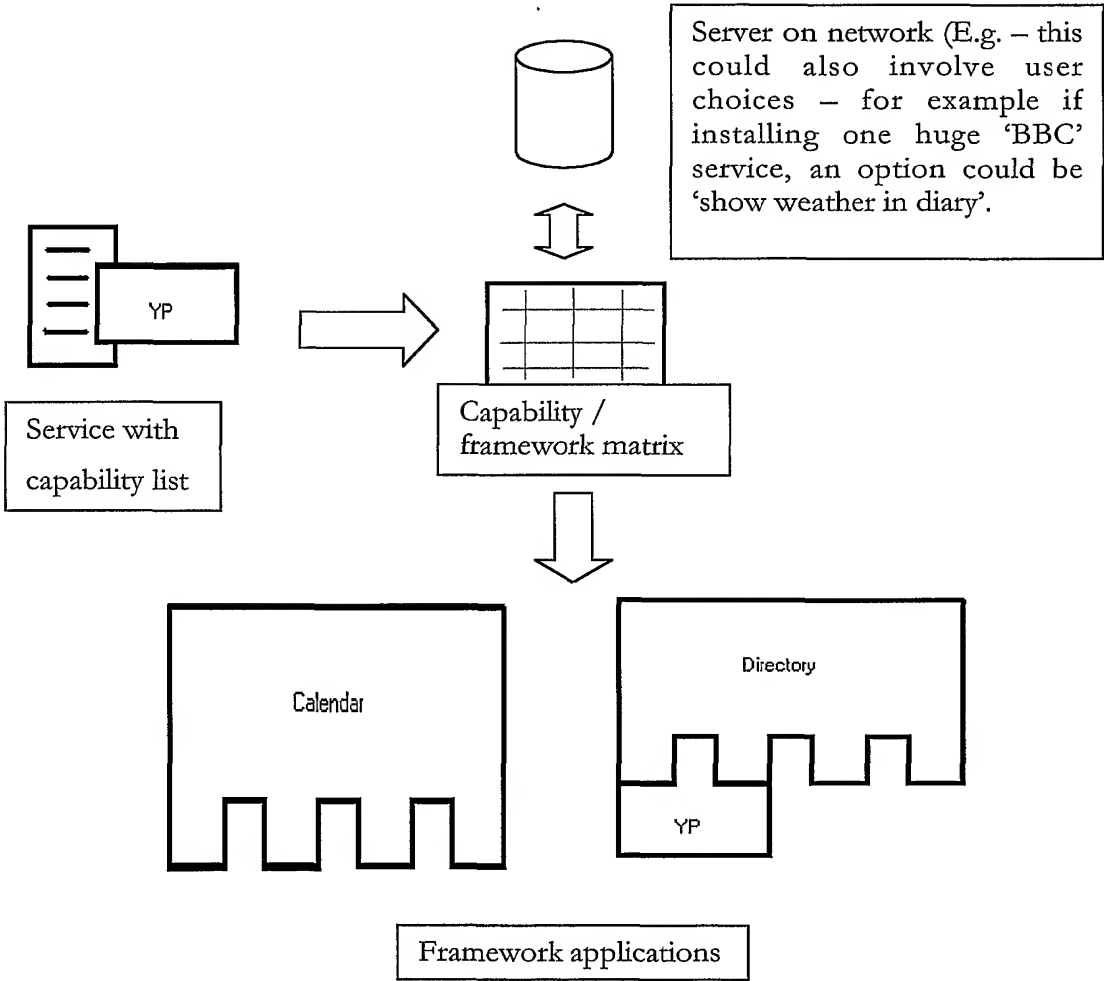 Server on network (E.g. – this
could also involve user
choices – for example if
installing one huge ‘BBC’
service, an option could be
‘show weather in diary’.
YP
Service with
capability list
Capability /
framework matrix
Calendar
Directory
YP
Framework applications